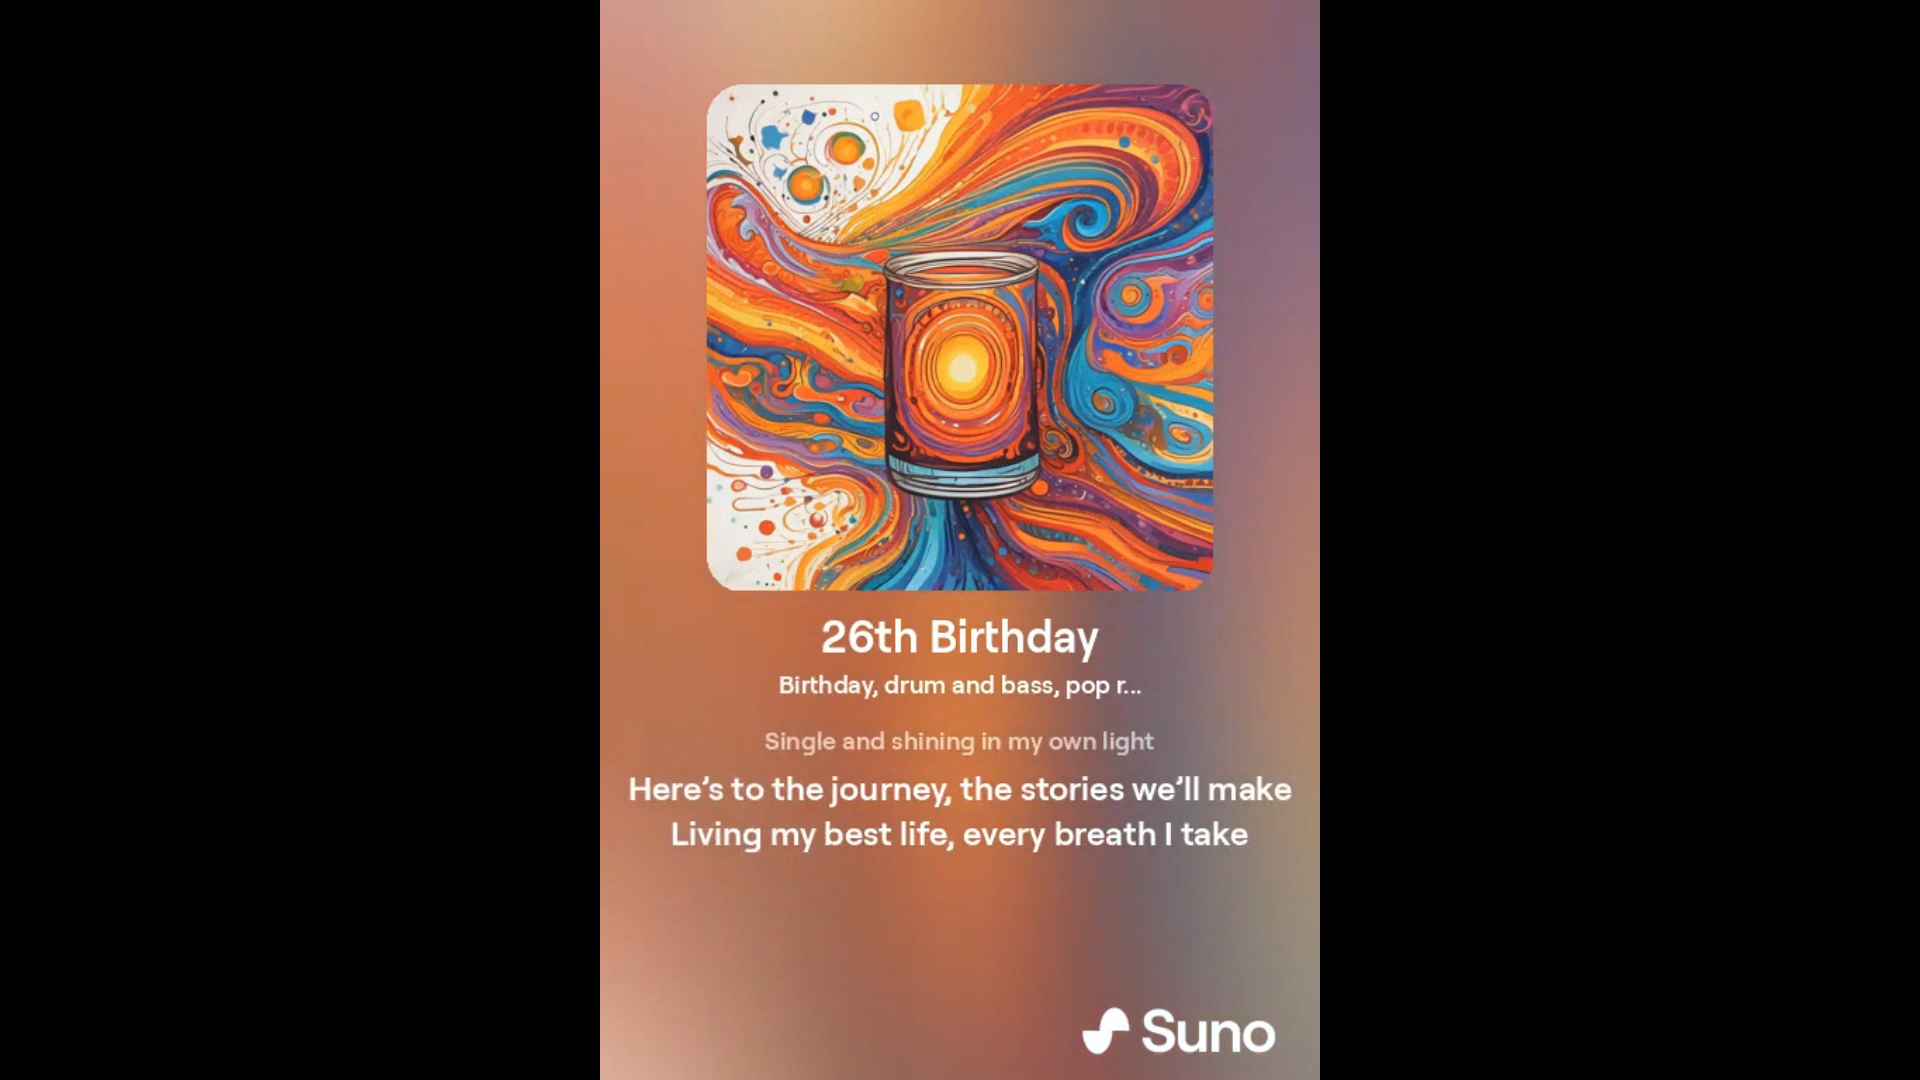 26th Birthday
Birthday, drum and bass, pop r...
Single and shining in my own light
Here’s to the journey, the stories we’ll make
Living my best life, every breath I take
Suno